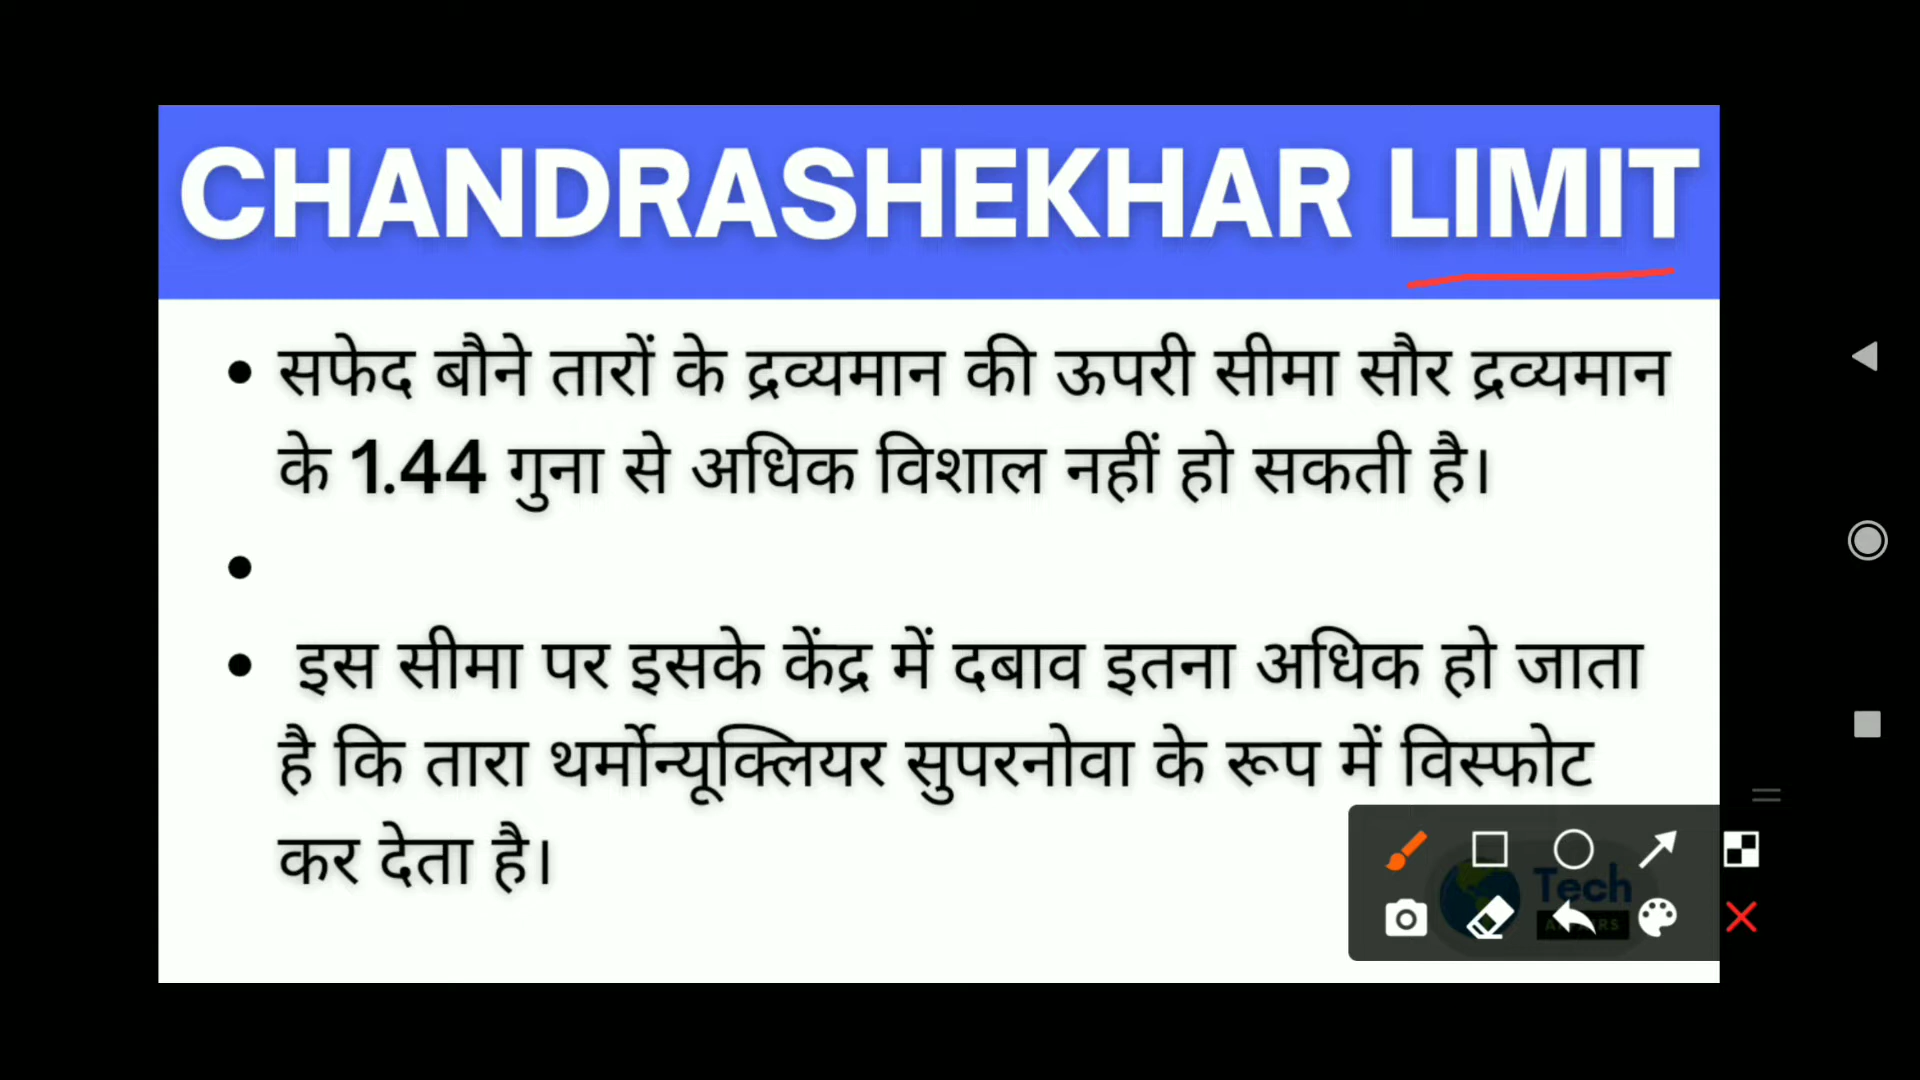 CHANDRASHEKHAR LIMIT
• सफेद बौने तारों के द्रव्यमान की ऊपरी सीमा सौर द्रव्यमान
के 1.44 गुना से अधिक विशाल नहीं हो सकती है।
•
• इस सीमा पर इसके केंद्र में दबाव इतना अधिक हो जाता
है कि तारा थर्मोन्यूक्लियर सुपरनोवा के रूप में विस्फोट
कर देता है।
Tech